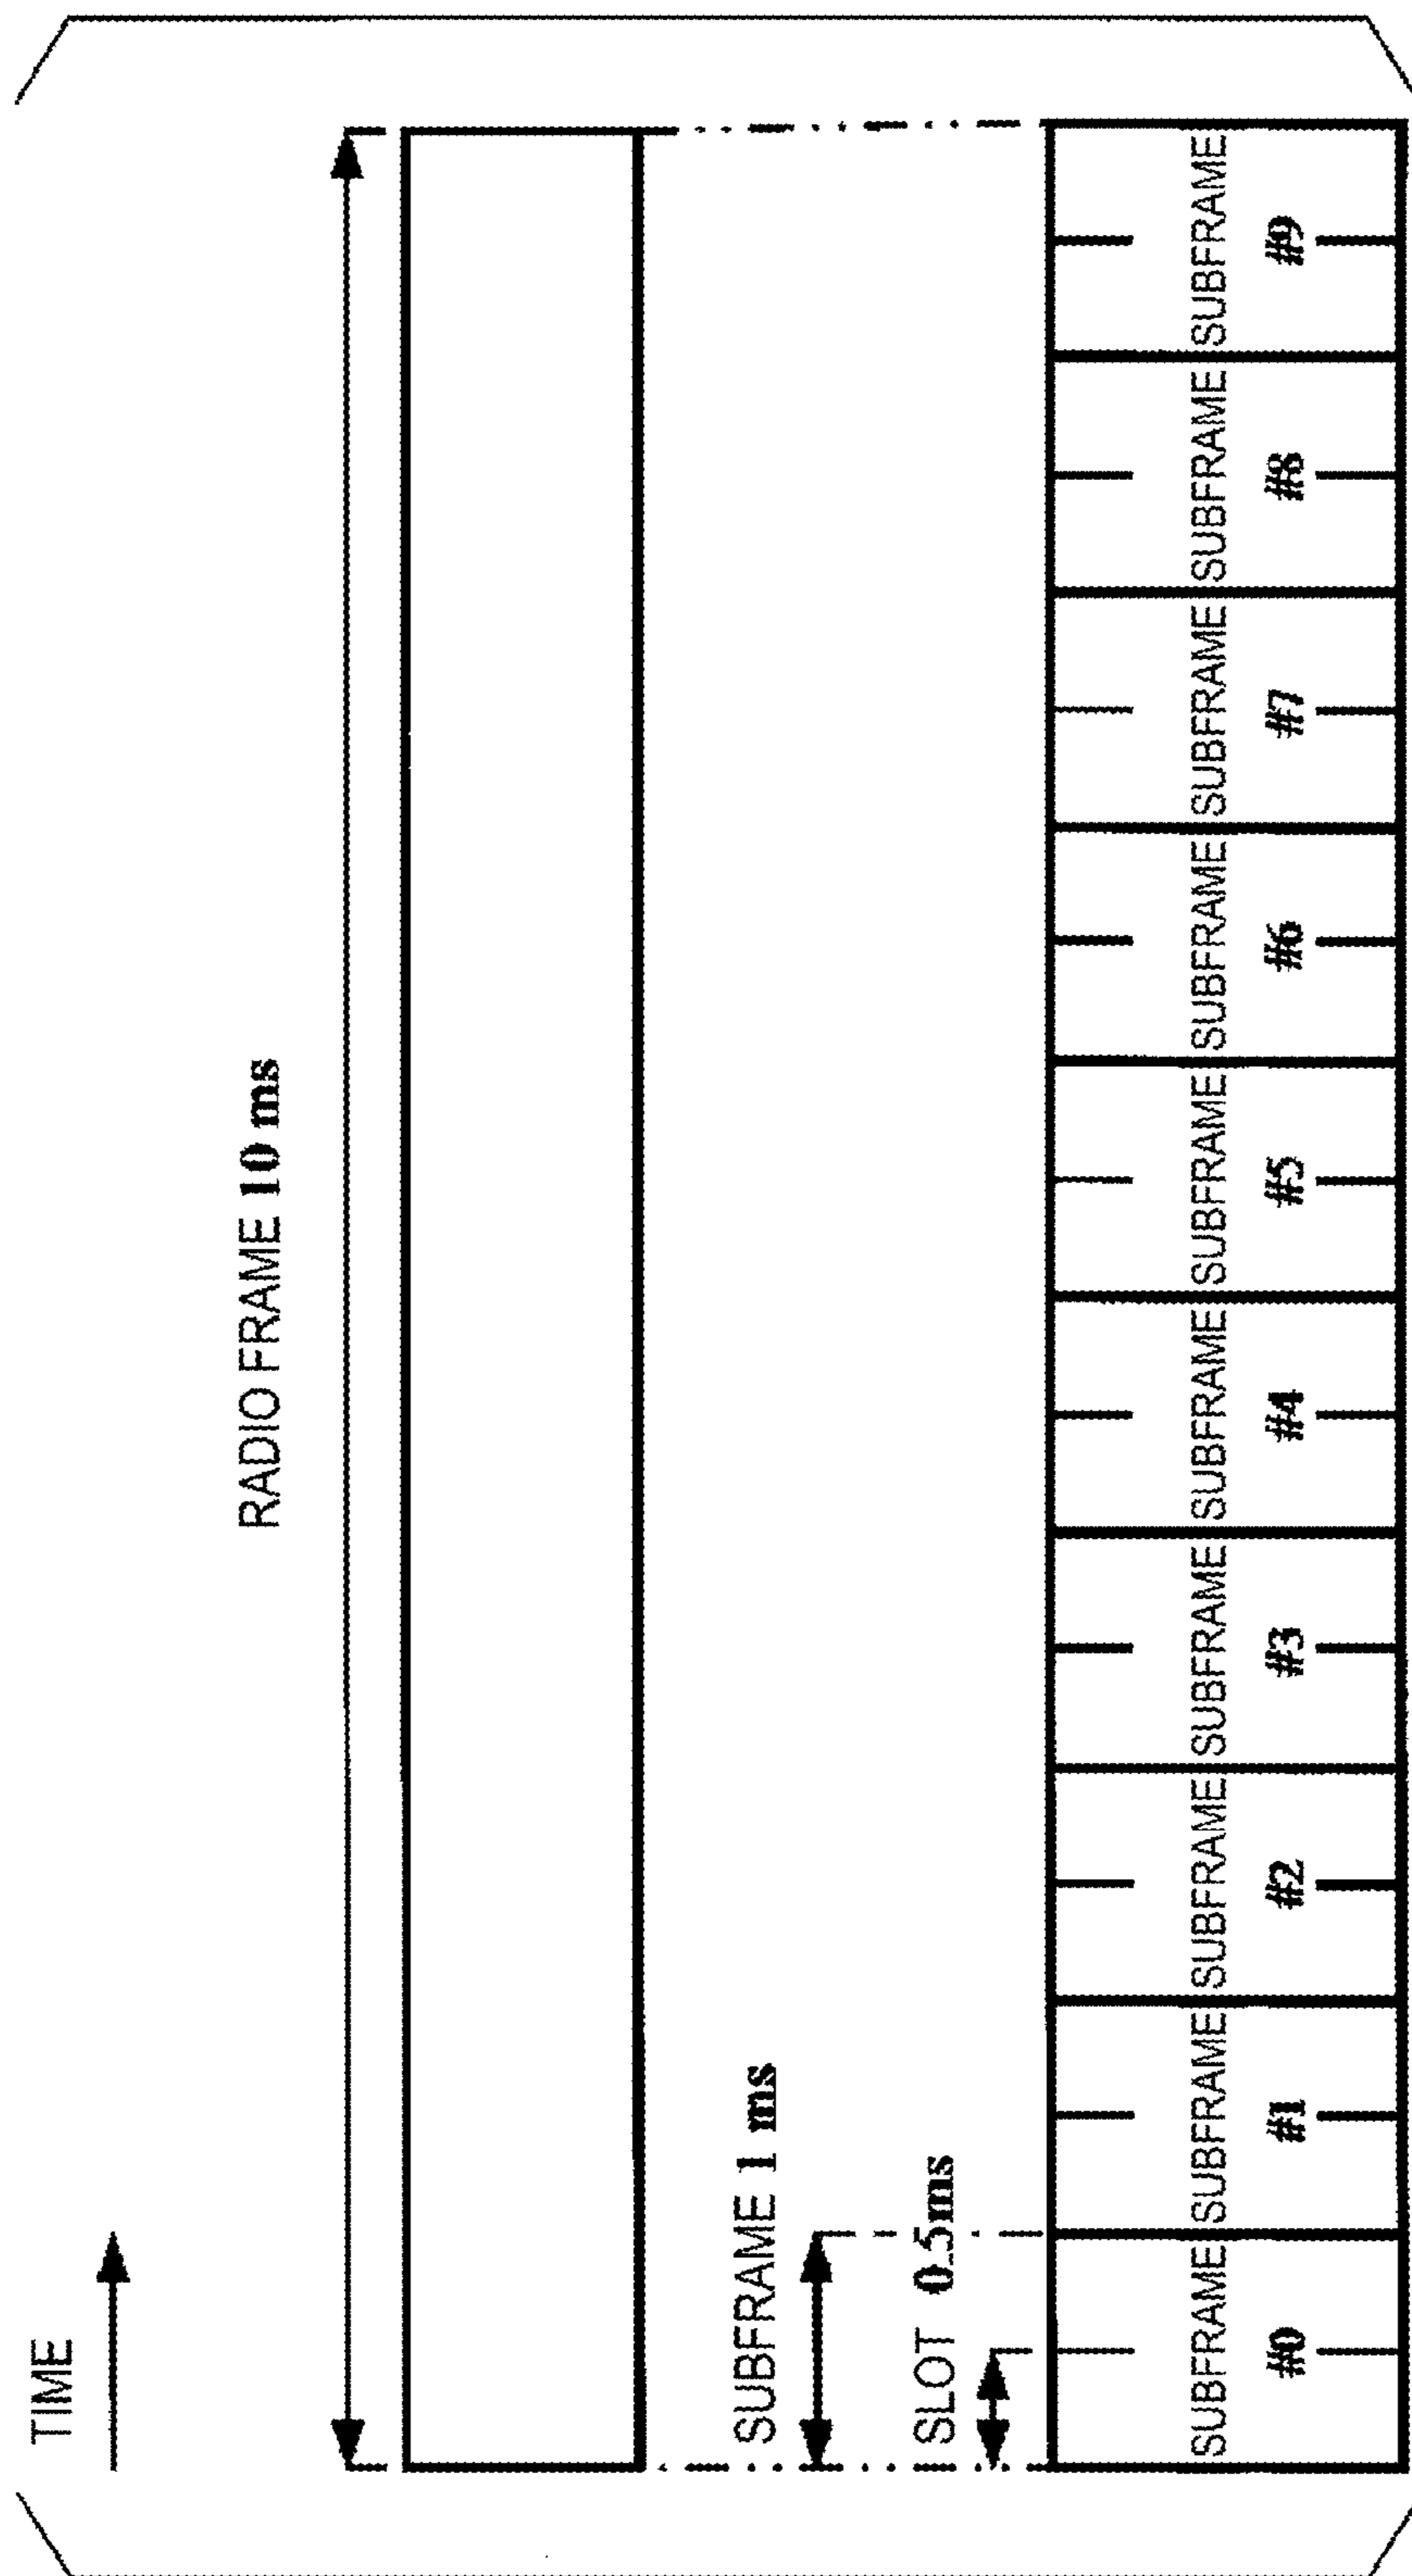 TIME
RADIO FRAME 10 ms
SUBFRAME 1 ms
SLOT 0.5ms
SUBFRAME
#0
SUBFRAME
#1
SUBFRAME
#2
SUBFRAME
#3
SUBFRAME
#4
SUBFRAME
#5
SUBFRAME
#6
SUBFRAME
#7
SUBFRAME
#8
SUBFRAME
#9